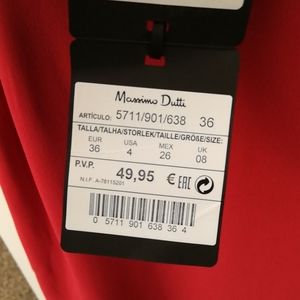 Massimo Dutti
ARTÍCULO: 5711/901/638 36
TALLA/TALHA/STORLEK/TAILLE/GRÖßE/SIZE:
EUR USA MEX UK
36 4 26 08
P.V.P.
49,95 € EAC
N.I.F. A-78115201
0 5711 901 638 36 4